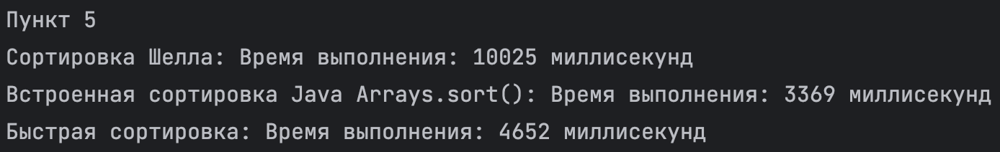 Пункт 5
Сортировка Шелла: Время выполнения: 10025 миллисекунд
Встроенная сортировка Java Arrays.sort(): Время выполнения: 3369 миллисекунд
Быстрая сортировка: Время выполнения: 4652 миллисекунд